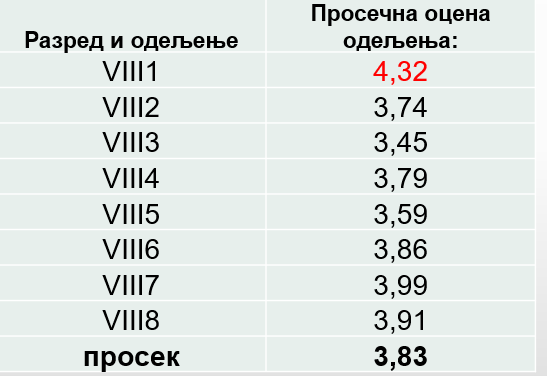 Разред и одељење
Просечна оцена
одељења:
VIII1 4,32
VIII2 3,74
VIII3 3,45
VIII4 3,79
VIII5 3,59
VIII6 3,86
VIII7 3,99
VIII8 3,91
просек 3,83